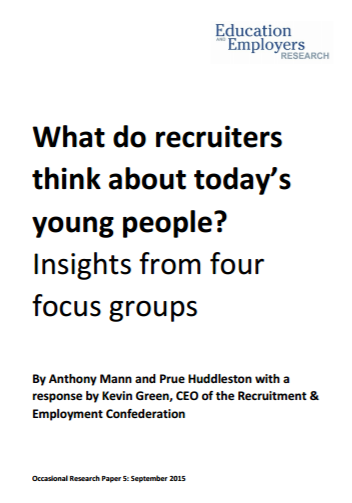 Education
AND Employers
RESEARCH
What do recruiters
think about today’s
young people?
Insights from four
focus groups
By Anthony Mann and Prue Huddleston with a
response by Kevin Green, CEO of the Recruitment &
Employment Confederation
Occasional Research Paper 5: September 2015